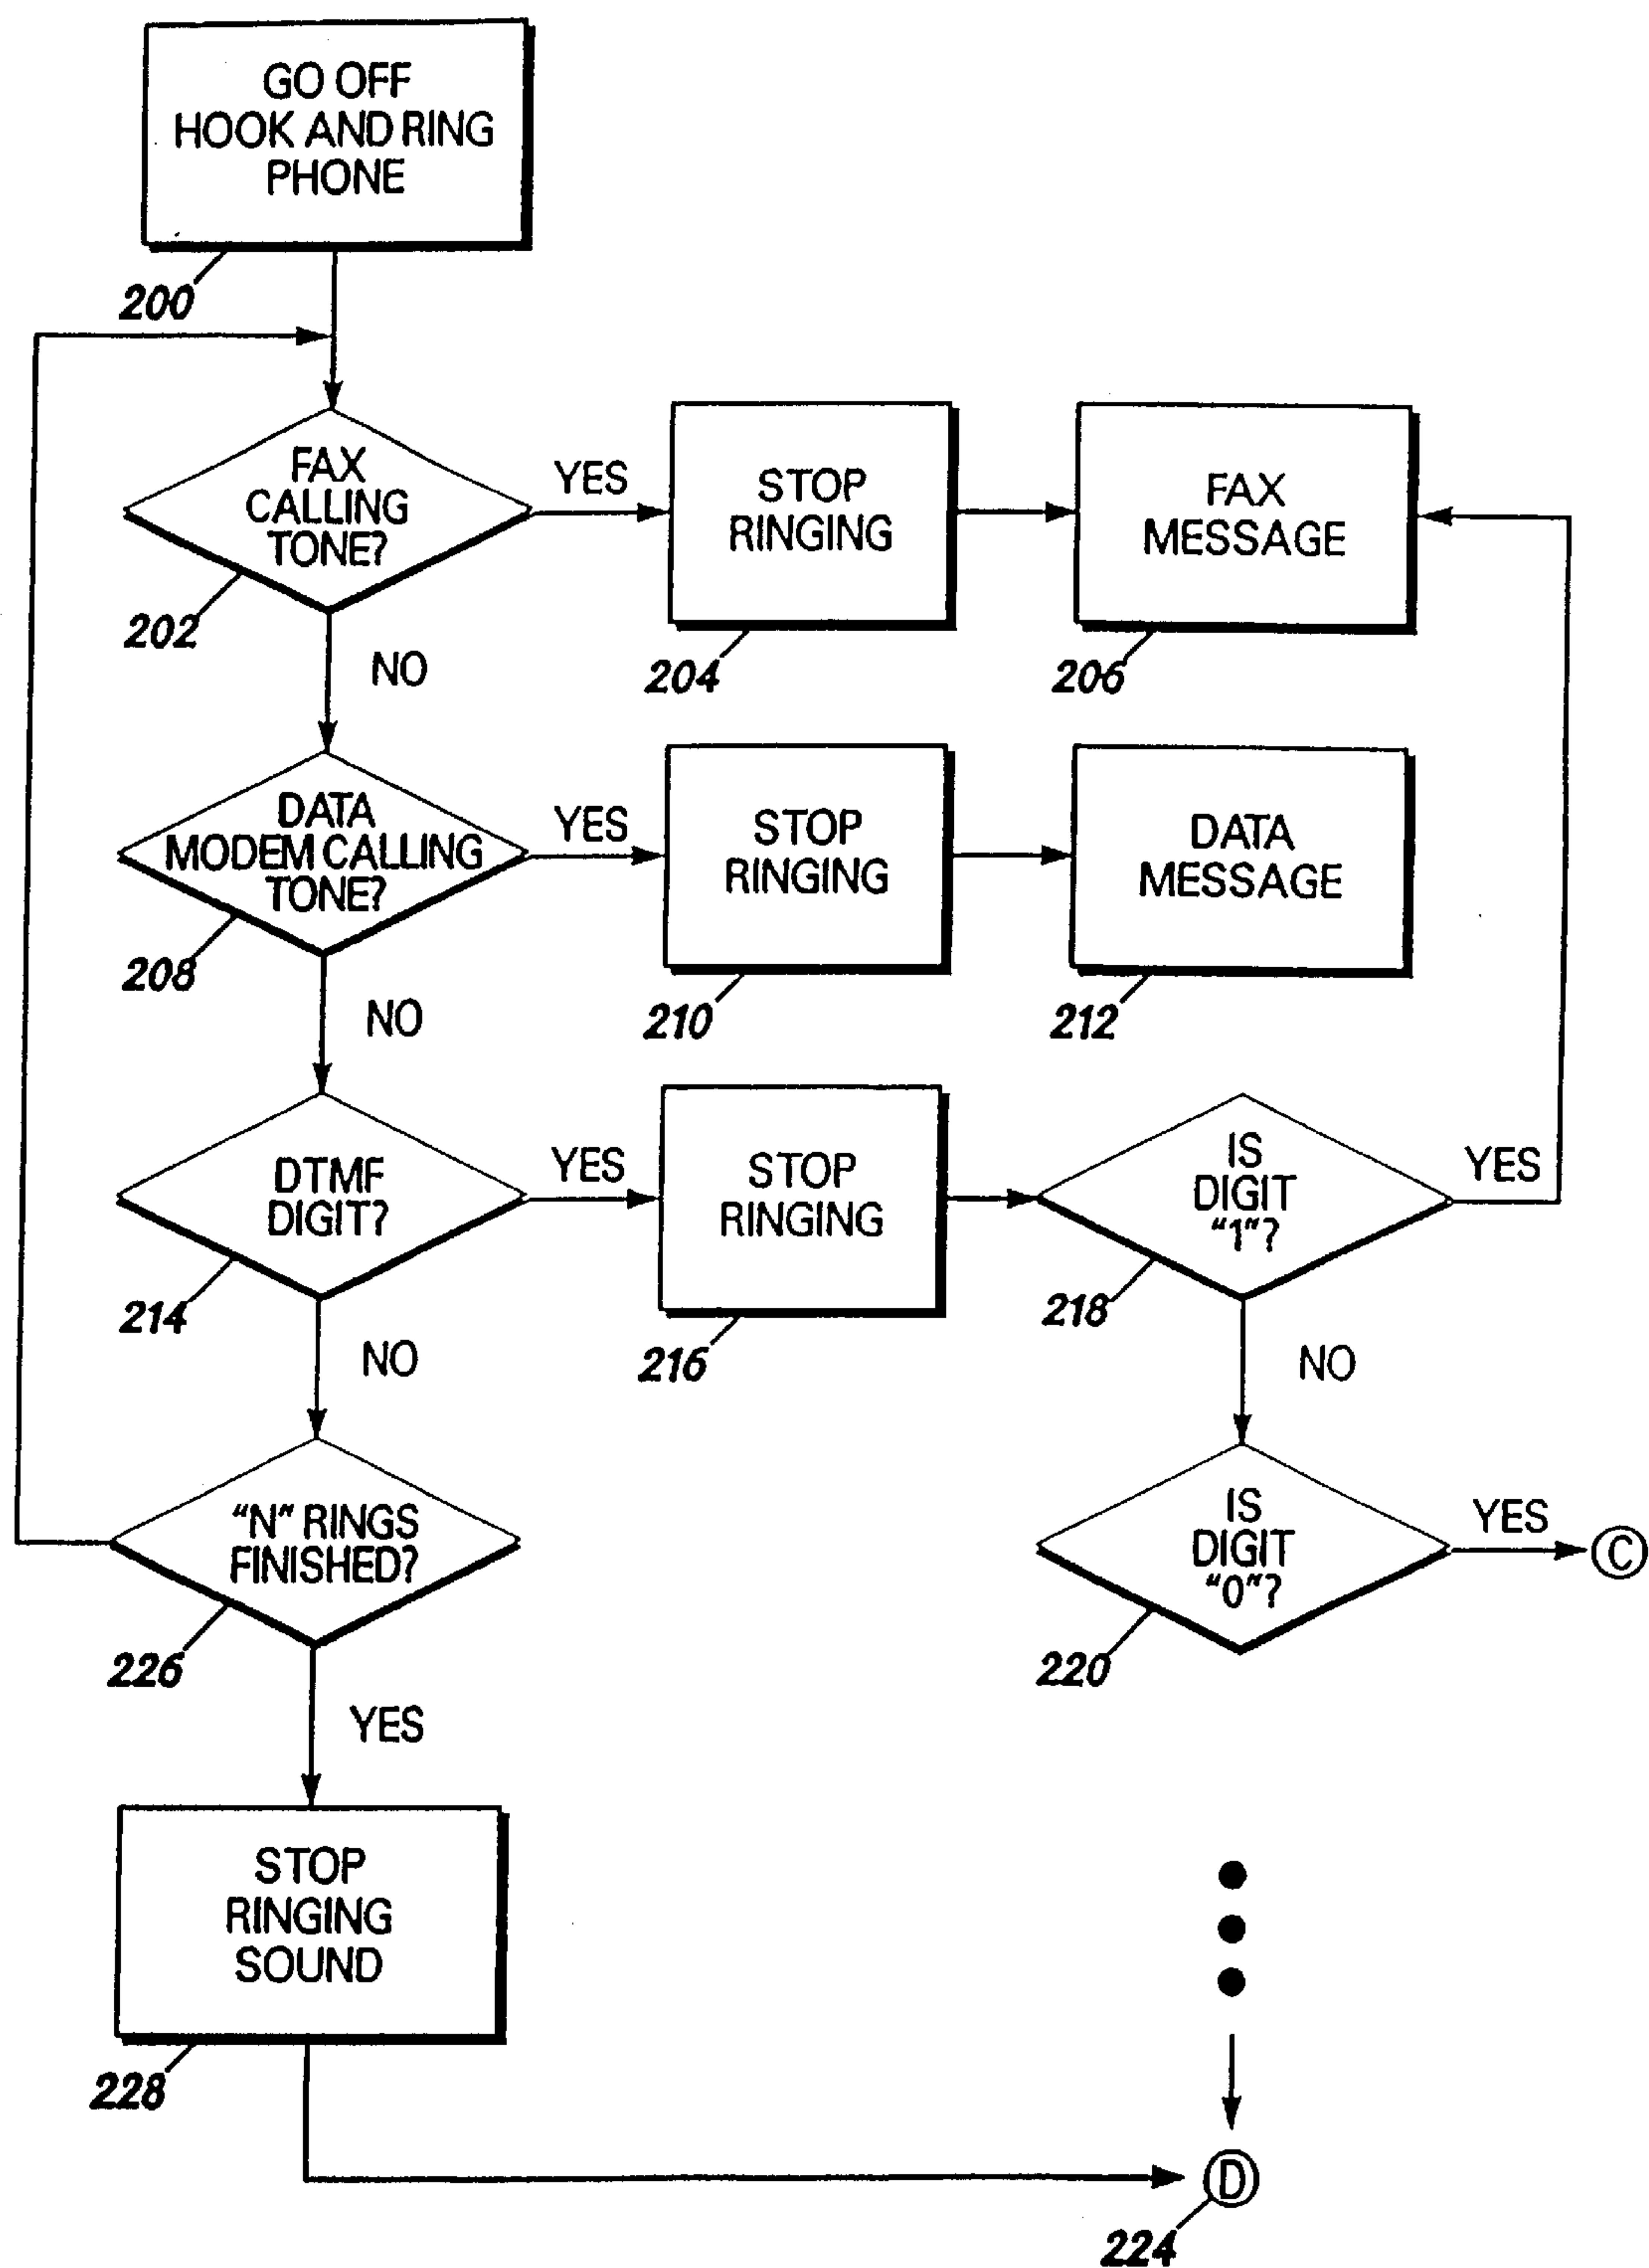 GO OFF
HOOK AND RING
PHONE
200
FAX
CALLING
TONE?
202
YES
STOP
RINGING
204
FAX
MESSAGE
206
NO
DATA
MODEM CALLING
TONE?
208
YES
STOP
RINGING
210
DATA
MESSAGE
212
NO
DTMF
DIGIT?
214
YES
STOP
RINGING
216
IS
DIGIT
“1”?
218
YES
NO
NO
“N” RINGS
FINISHED?
226
IS
DIGIT
“0”?
220
YES
C
YES
STOP
RINGING
SOUND
228
D
224